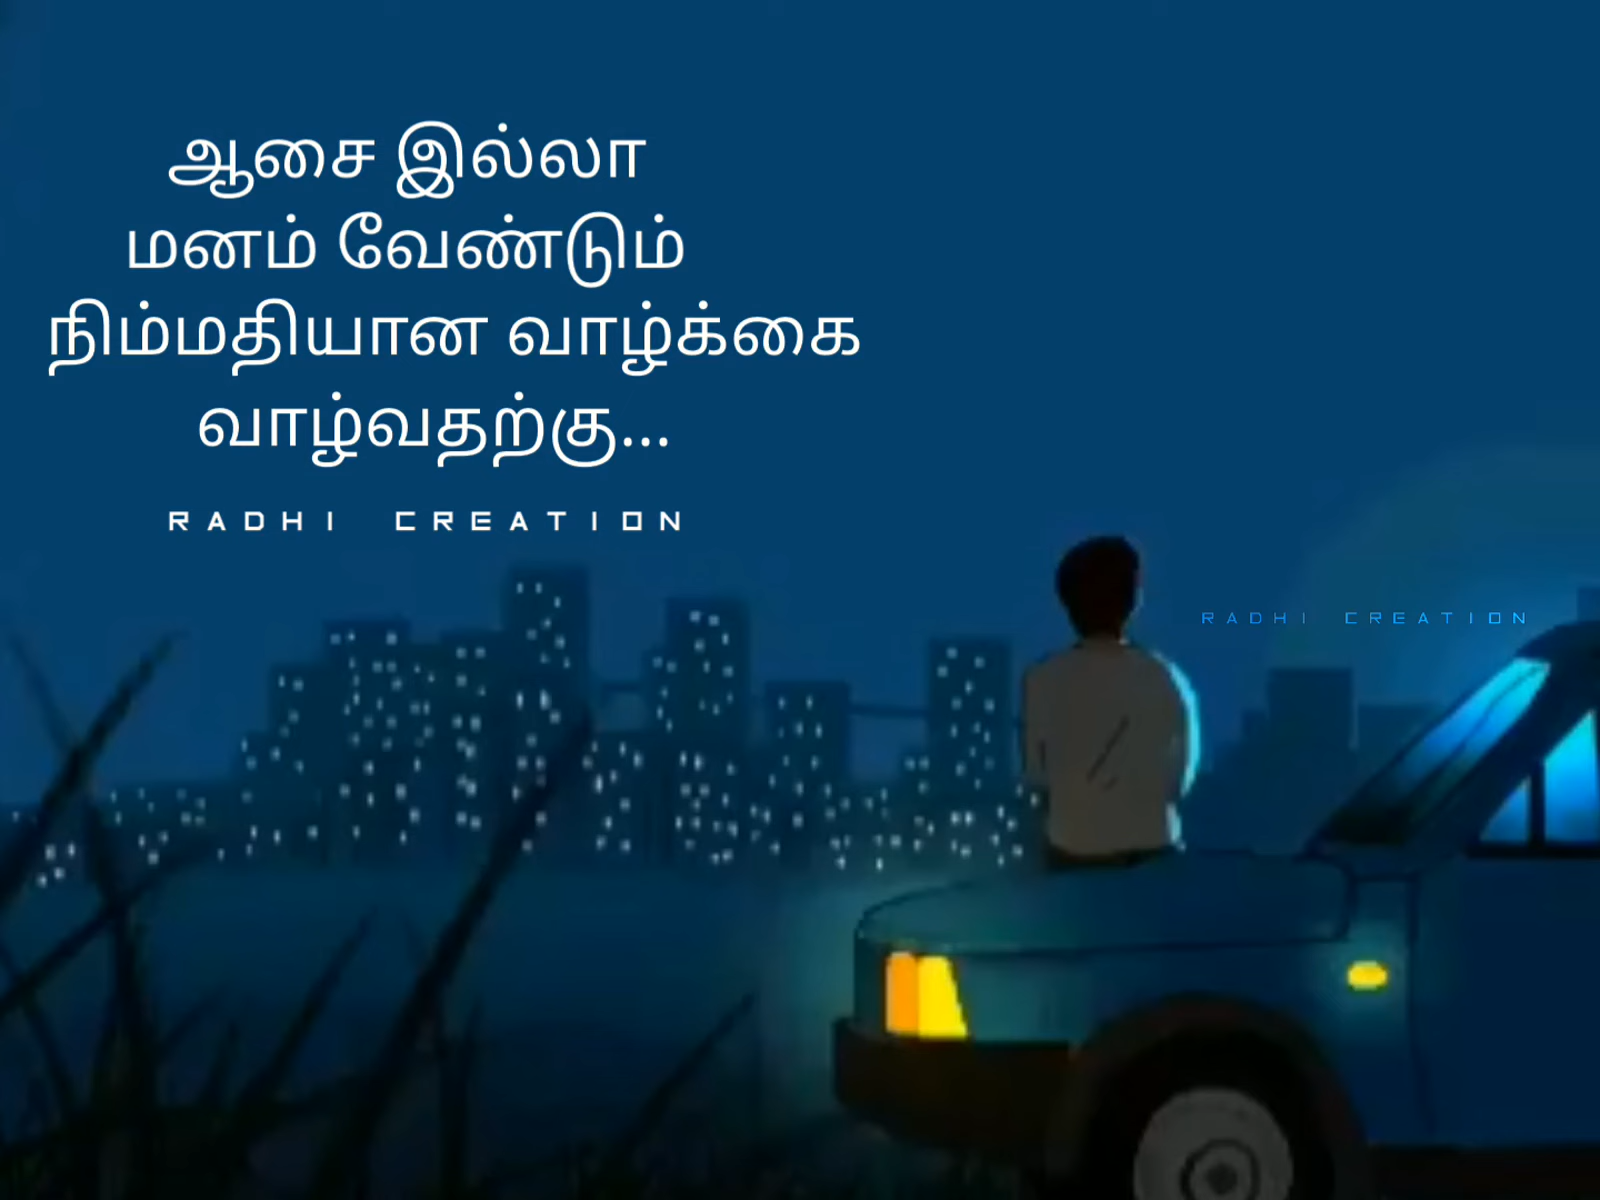 ஆசை இல்லா
மனம் வேண்டும்
நிம்மதியான வாழ்க்கை
வாழ்வதற்கு...
RADHI CREATION
RADHI CREATION